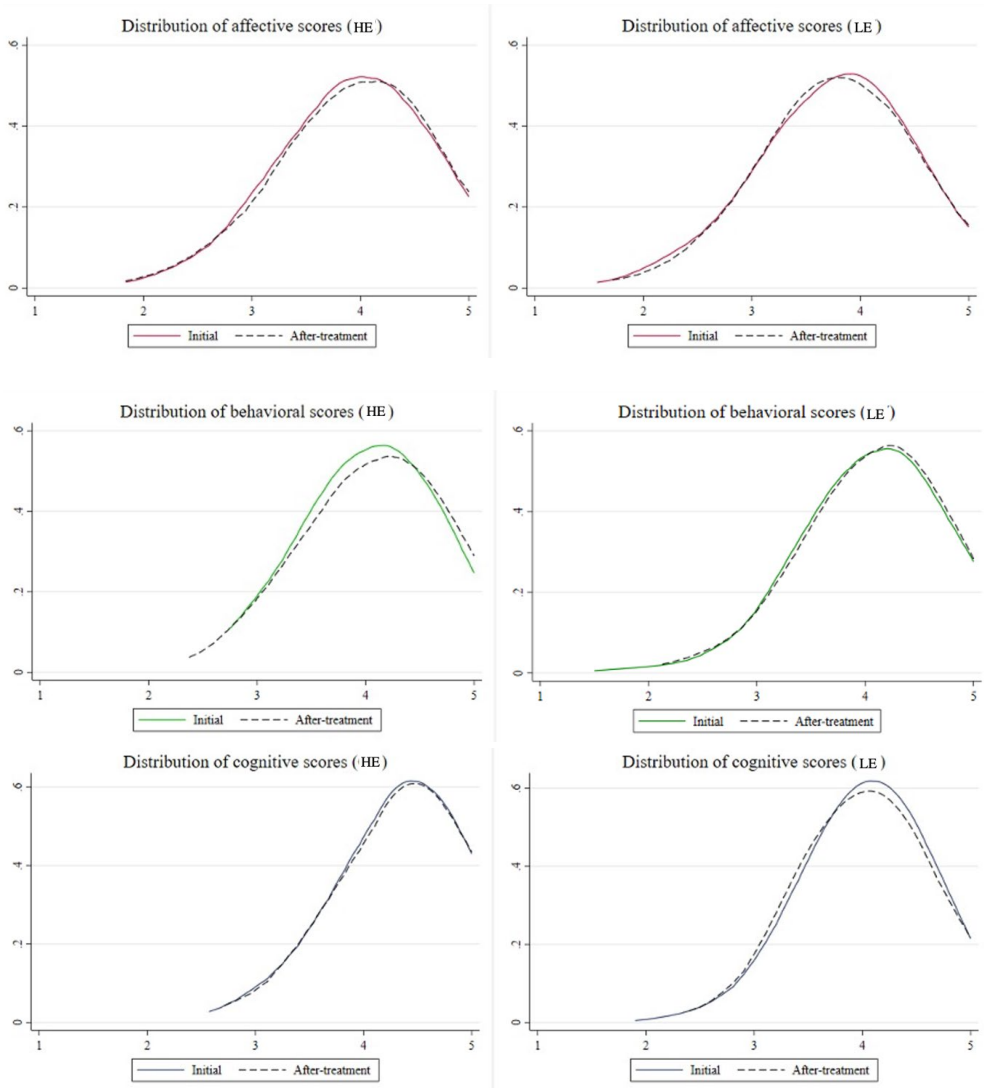 Distribution of affective scores (HE)
.6
.4
.2
0
1 2 3 4 5
Initial After-treatment
Distribution of affective scores (LE)
.6
.4
.2
0
1 2 3 4 5
Initial After-treatment
Distribution of behavioral scores (HE)
.6
.4
.2
0
1 2 3 4 5
Initial After-treatment
Distribution of behavioral scores (LE)
.6
.4
.2
0
1 2 3 4 5
Initial After-treatment
Distribution of cognitive scores (HE)
.6
.4
.2
0
1 2 3 4 5
Initial After-treatment
Distribution of cognitive scores (LE)
.6
.4
.2
0
1 2 3 4 5
Initial After-treatment